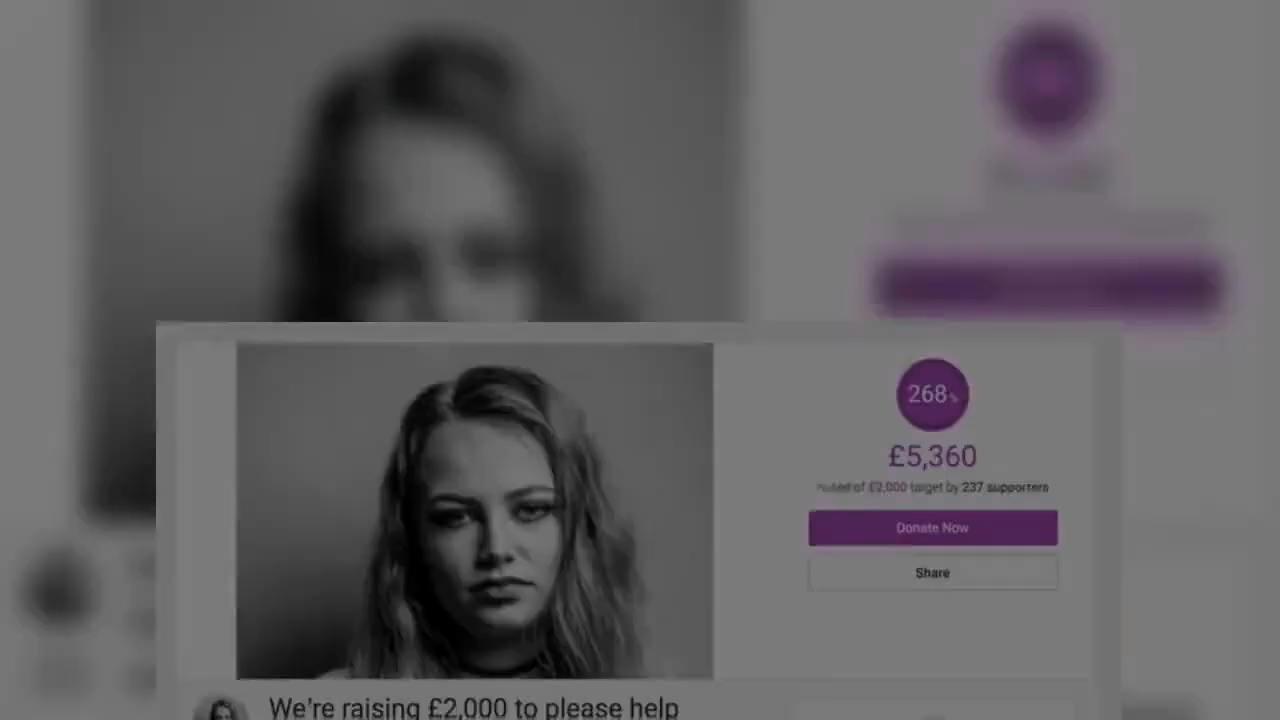 268%
£5,360
raised of £2,000 target by 237 supporters
Donate Now
Share
We're raising £2,000 to please help